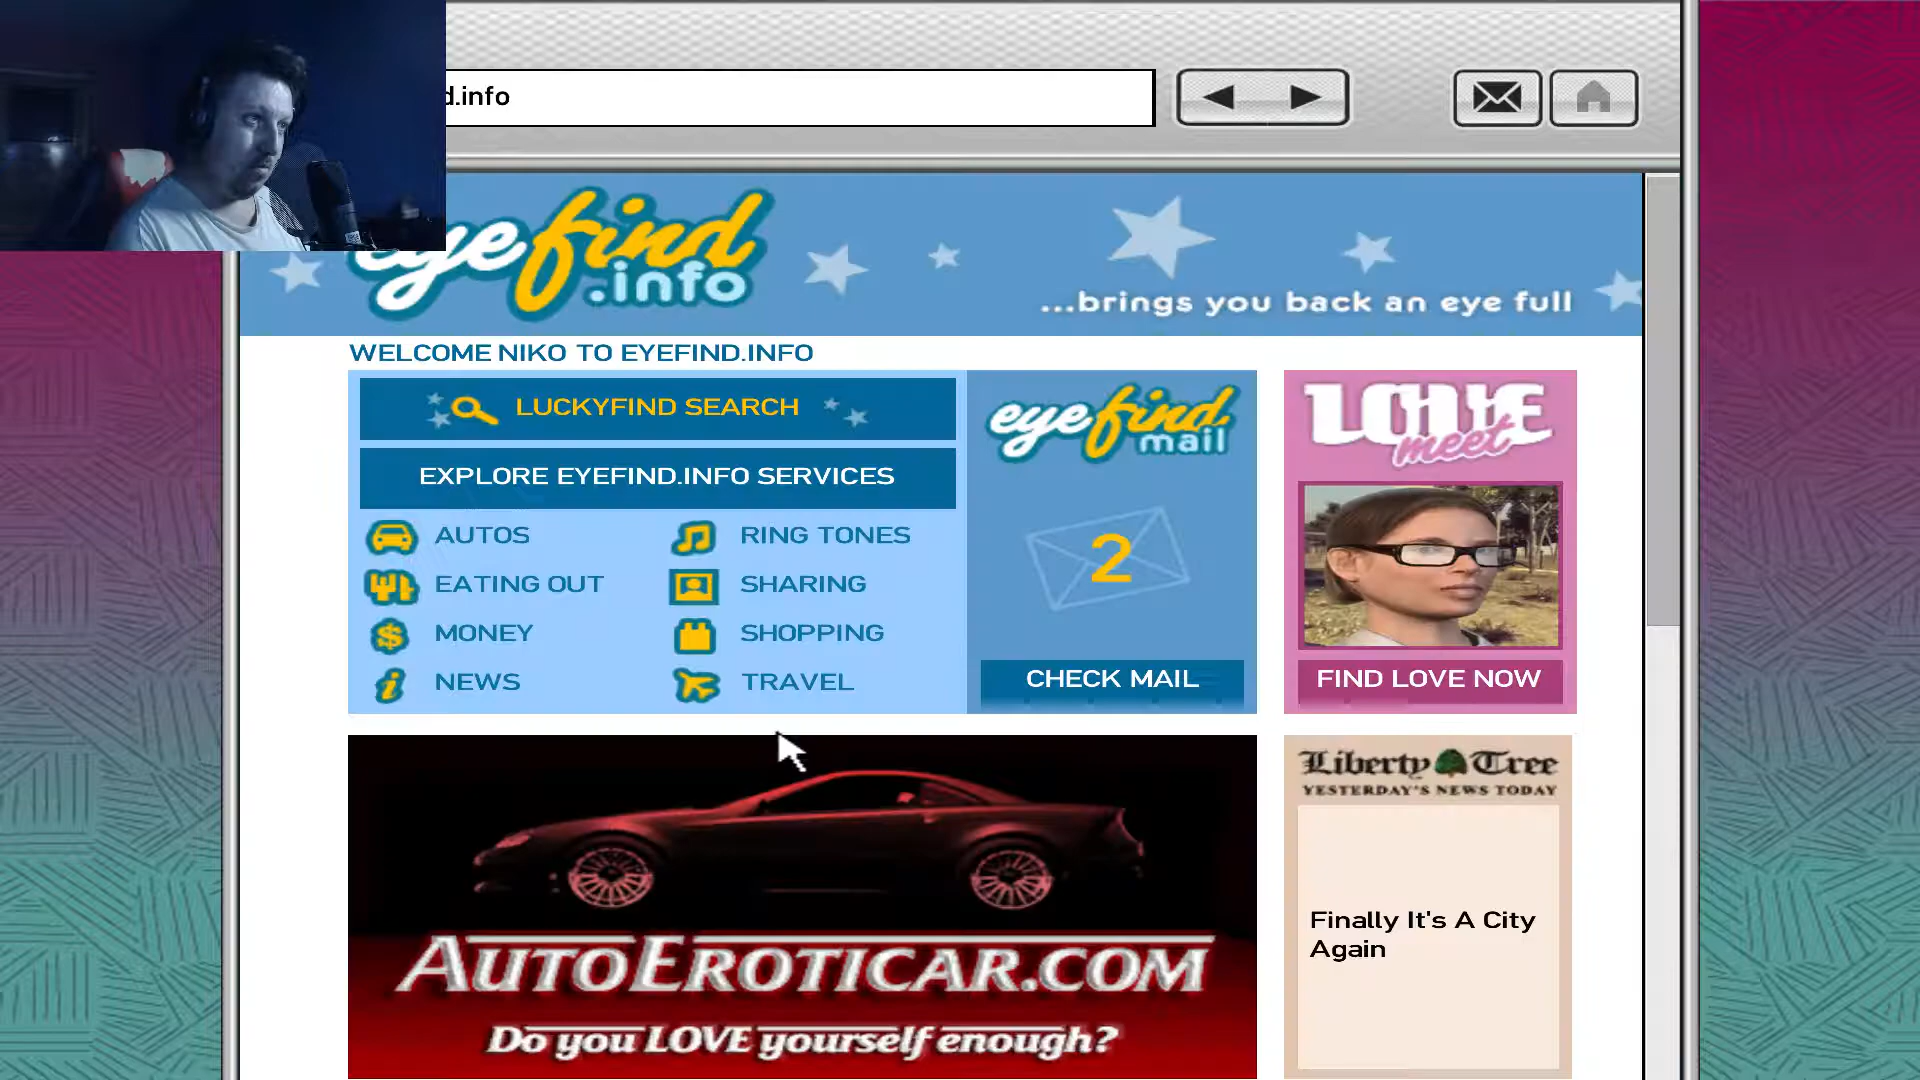 d.info
eyefind
.info
...brings you back an eye full
WELCOME NIKO TO EYEFIND.INFO
LUCKYFIND SEARCH
EXPLORE EYEFIND.INFO SERVICES
AUTOS
RING TONES
EATING OUT
SHARING
MONEY
SHOPPING
NEWS
TRAVEL
eyefind
mail
2
CHECK MAIL
LOVE
meet
FIND LOVE NOW
AUTOEROTICAR.COM
Do you LOVE yourself enough?
Liberty Tree
YESTERDAY'S NEWS TODAY
Finally It's A City
Again